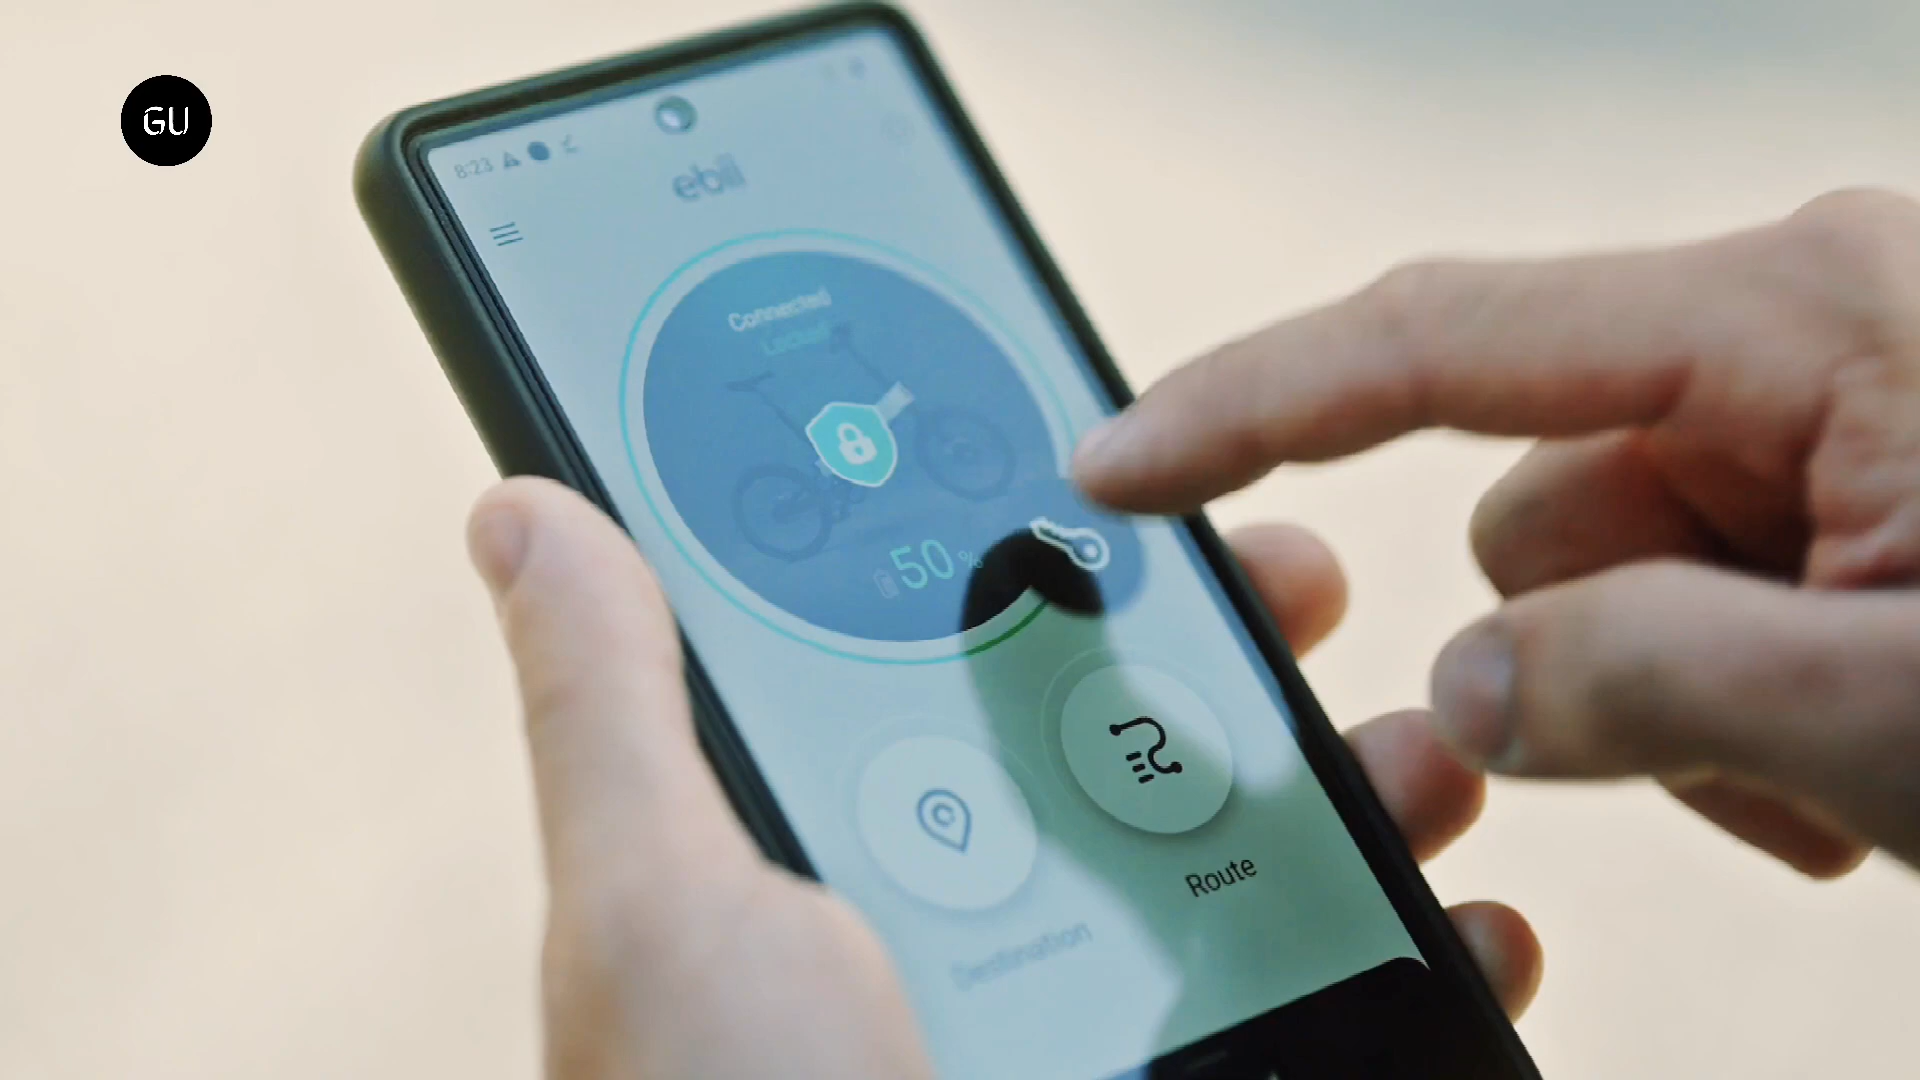 GU
8:23
ebii
Connected
Locked
50 %
Route
Destination